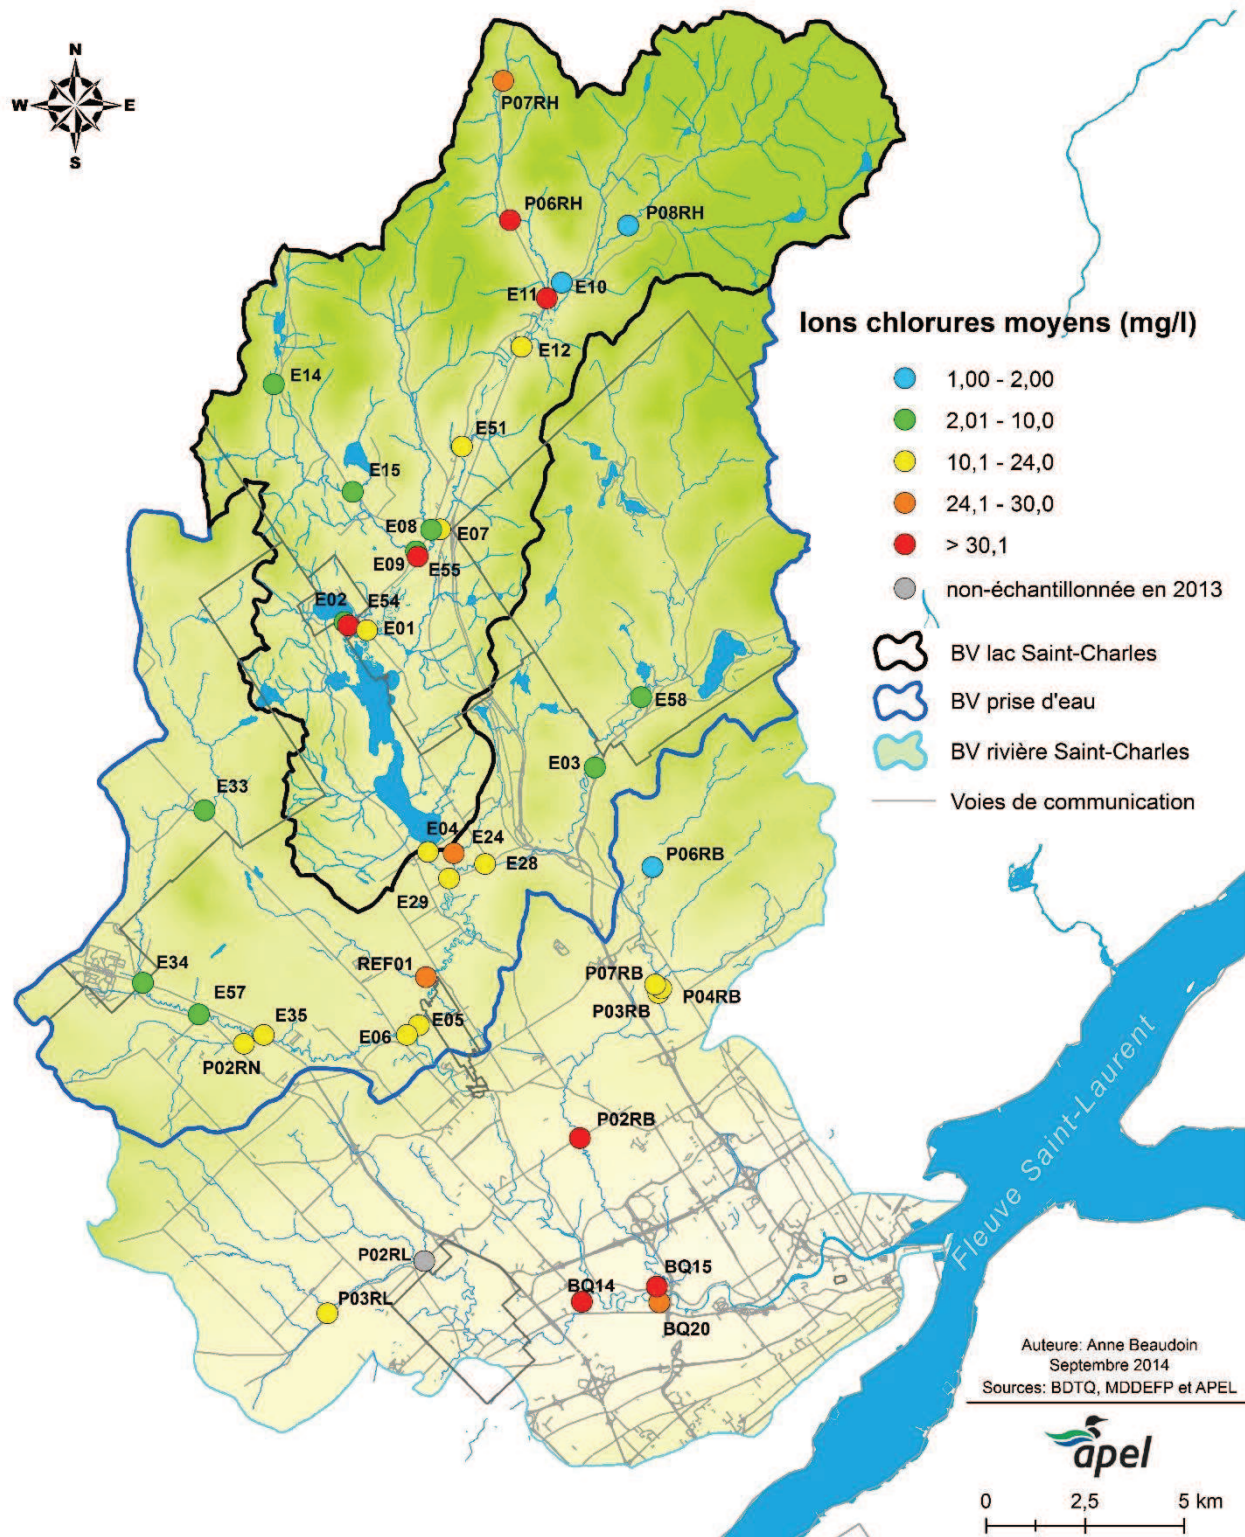 N
W
E
S
P07RH
P06RH
P08RH
E10
E11
E12
E14
E51
E15
E08
E07
E09
E55
E02
E54
E01
E58
E03
E33
E04
E24
E28
E29
P06RB
REF01
E34
E57
E35
P02RN
E05
E06
P07RB
P04RB
P03RB
P02RB
P02RL
P03RL
BQ14
BQ15
BQ20
Ions chlorures moyens (mg/l)
1,00 - 2,00
2,01 - 10,0
10,1 - 24,0
24,1 - 30,0
> 30,1
non-échantillonnée en 2013
BV lac Saint-Charles
BV prise d'eau
BV rivière Saint-Charles
Voies de communication
Fleuve Saint-Laurent
Auteure: Anne Beaudoin
Septembre 2014
Sources: BDTQ, MDDEFP et APEL
apel
0 2,5 5 km